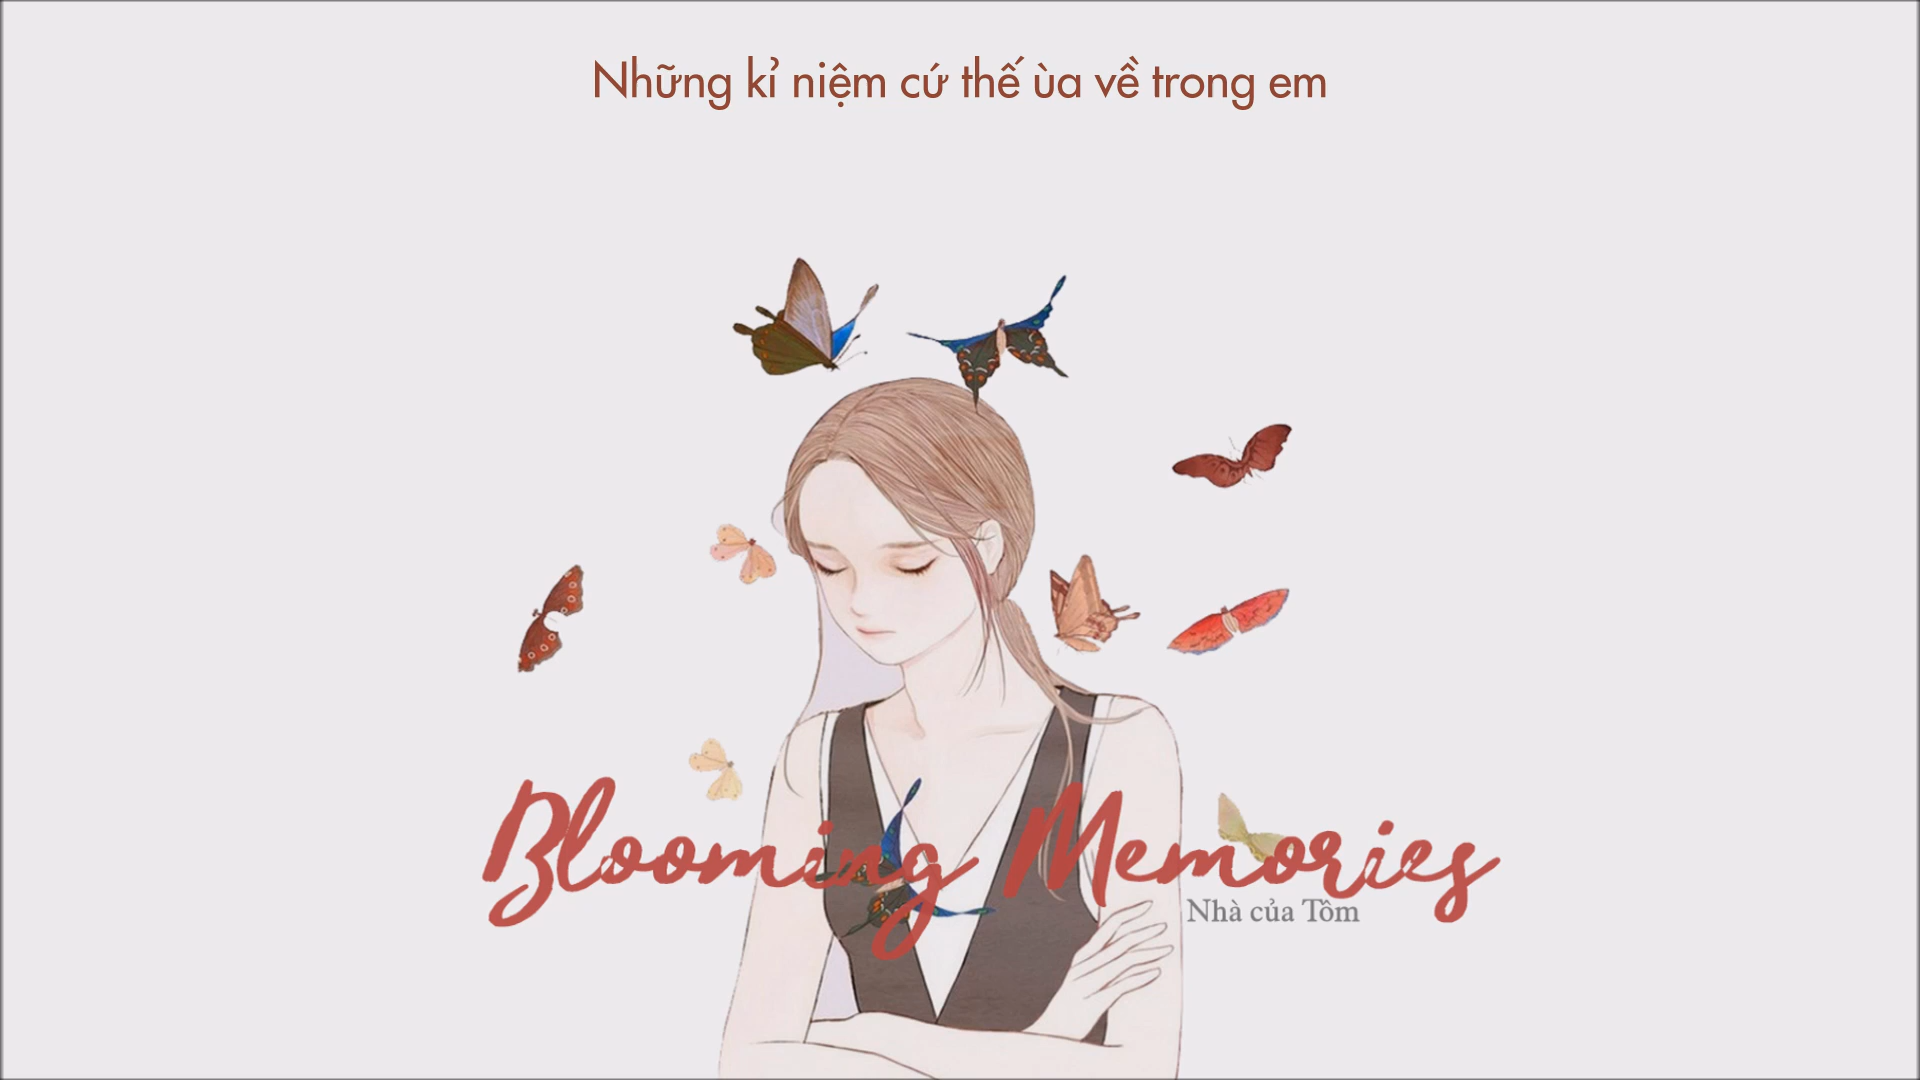 Những kỉ niệm cứ thế ùa về trong em
Blooming Memories
Nhà của Tôm